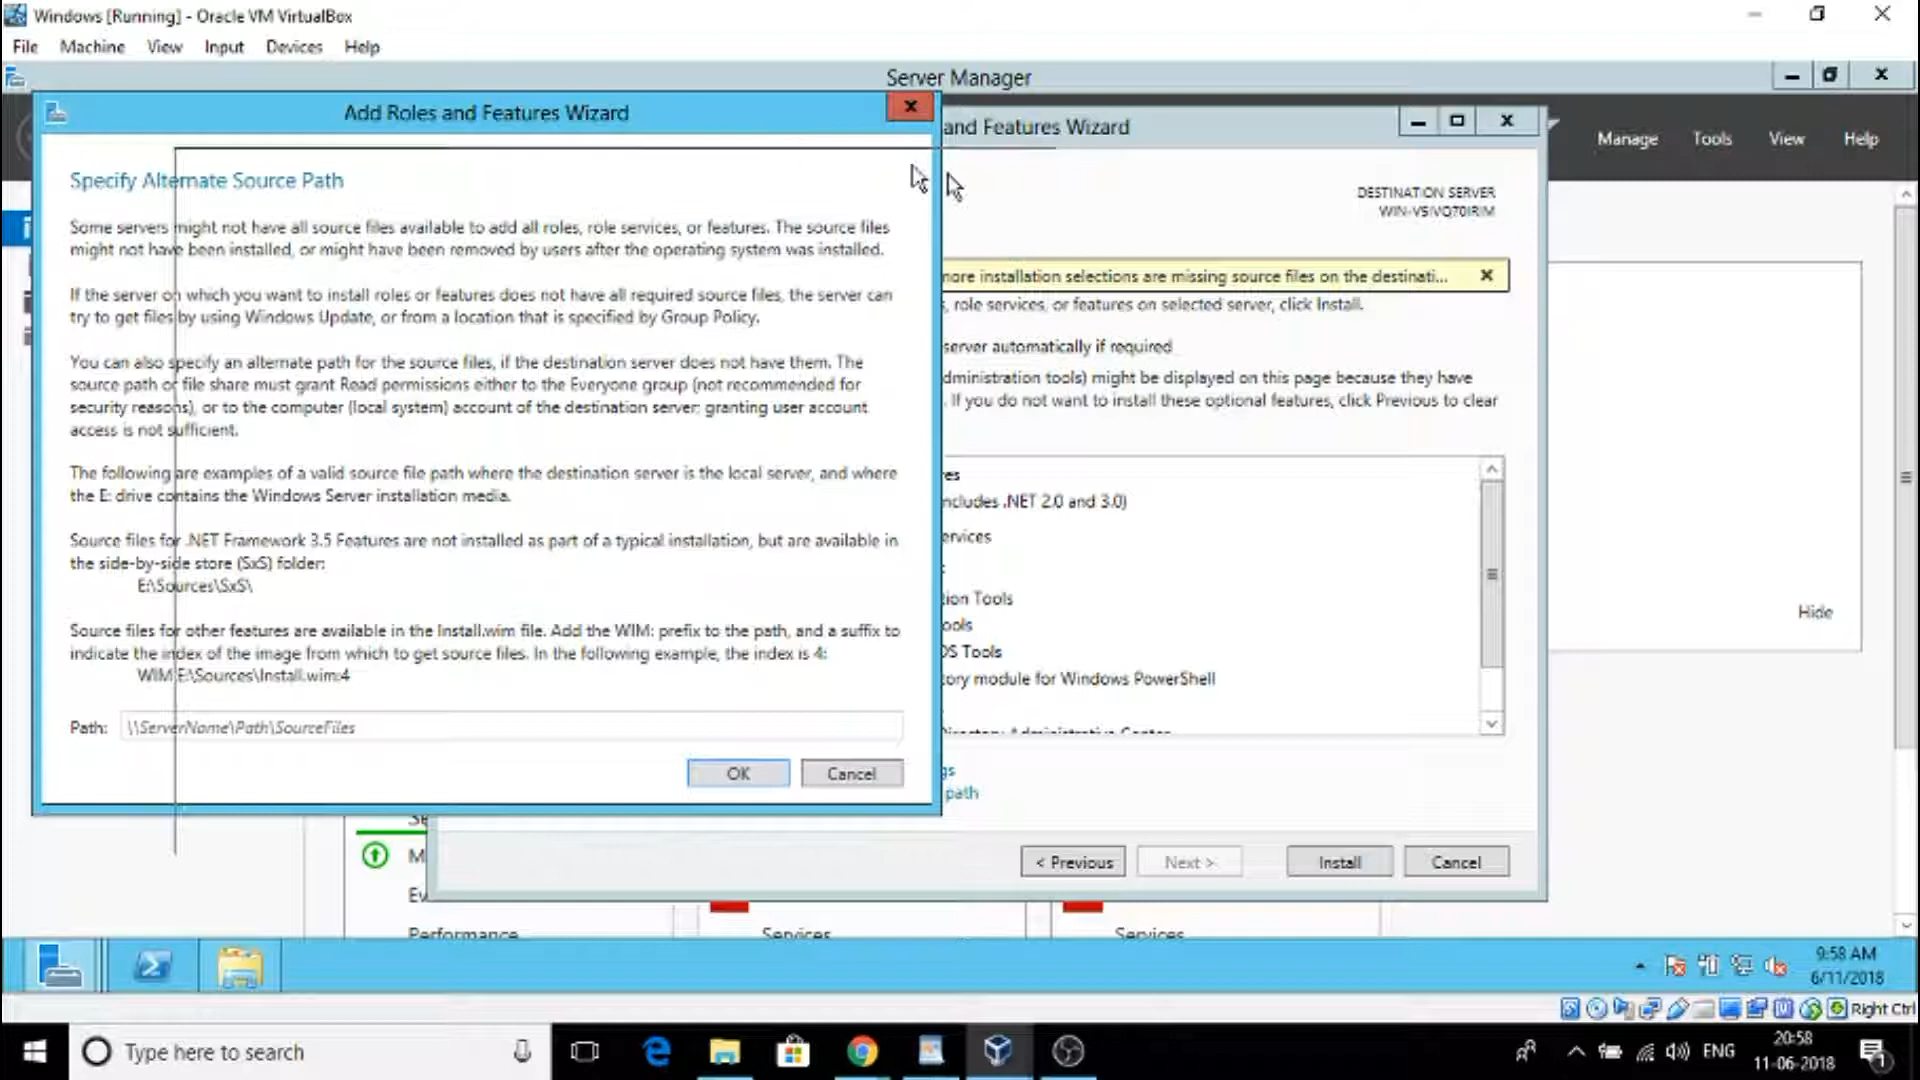 Windows [Running] - Oracle VM VirtualBox
File Machine View Input Devices Help
Server Manager
Manage Tools View Help
Add Roles and Features Wizard
Specify Alternate Source Path
Some servers might not have all source files available to add all roles, role services, or features. The source files
might not have been installed, or might have been removed by users after the operating system was installed.
If the server on which you want to install roles or features does not have all required source files, the server can
try to get files by using Windows Update, or from a location that is specified by Group Policy.
You can also specify an alternate path for the source files, if the destination server does not have them. The
source path or file share must grant Read permissions either to the Everyone group (not recommended for
security reasons), or to the computer (local system) account of the destination server; granting user account
access is not sufficient.
The following are examples of a valid source file path where the destination server is the local server, and where
the E: drive contains the Windows Server installation media.
Source files for .NET Framework 3.5 Features are not installed as part of a typical installation, but are available in
the side-by-side store (SxS) folder:
E:\Sources\SxS\
Source files for other features are available in the Install.wim file. Add the WIM: prefix to the path, and a suffix to
indicate the index of the image from which to get source files. In the following example, the index is 4:
WIM:E:\Sources\Install.wim:4
Path: \\ServerName\Path\SourceFiles
OK Cancel
and Features Wizard
DESTINATION SERVER
more installation selections are missing source files on the destinati...
, role services, or features on selected server, click Install.
server automatically if required
dministration tools) might be displayed on this page because they have
. If you do not want to install these optional features, click Previous to clear
es
ncludes .NET 2.0 and 3.0)
ervices
ion Tools
ools
DS Tools
ory module for Windows PowerShell
Directory Administrative Center
gs
path
< Previous Next > Install Cancel
Hide
Se
M
Ev
Performance Services Services
9:58 AM
6/11/2018
Right Ctrl
Type here to search
ENG
20:58
11-06-2018
1